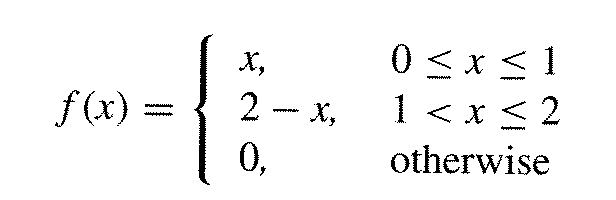 x, 0 ≤ x ≤ 1
f(x) = { 2 − x, 1 < x ≤ 2
0, otherwise